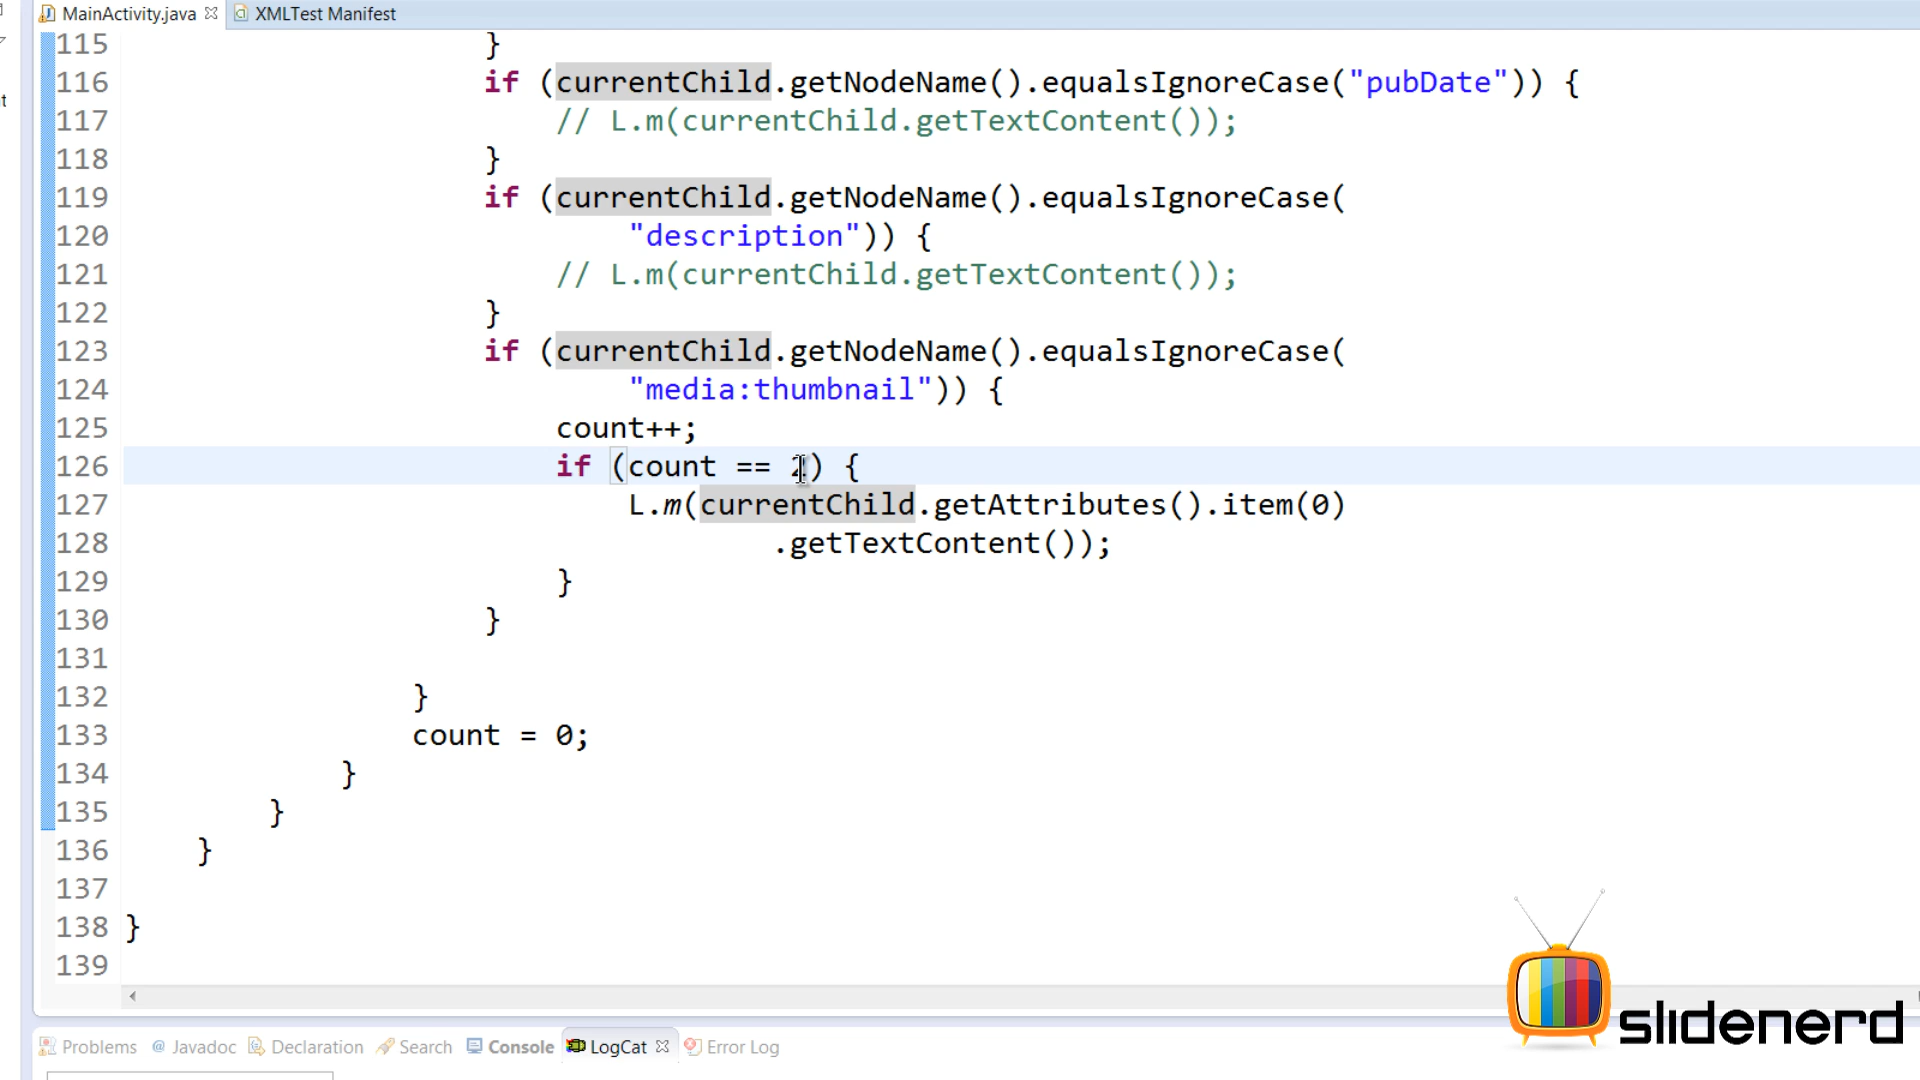 MainActivity.java XMLTest Manifest
115 }
116 if (currentChild.getNodeName().equalsIgnoreCase("pubDate")) {
117 // L.m(currentChild.getTextContent());
118 }
119 if (currentChild.getNodeName().equalsIgnoreCase(
120 "description")) {
121 // L.m(currentChild.getTextContent());
122 }
123 if (currentChild.getNodeName().equalsIgnoreCase(
124 "media:thumbnail")) {
125 count++;
126 if (count == 2) {
127 L.m(currentChild.getAttributes().item(0)
128 .getTextContent());
129 }
130 }
131
132 }
133 count = 0;
134 }
135 }
136 }
137
138 }
139
slidenerd
Problems @ Javadoc Declaration Search Console LogCat Error Log